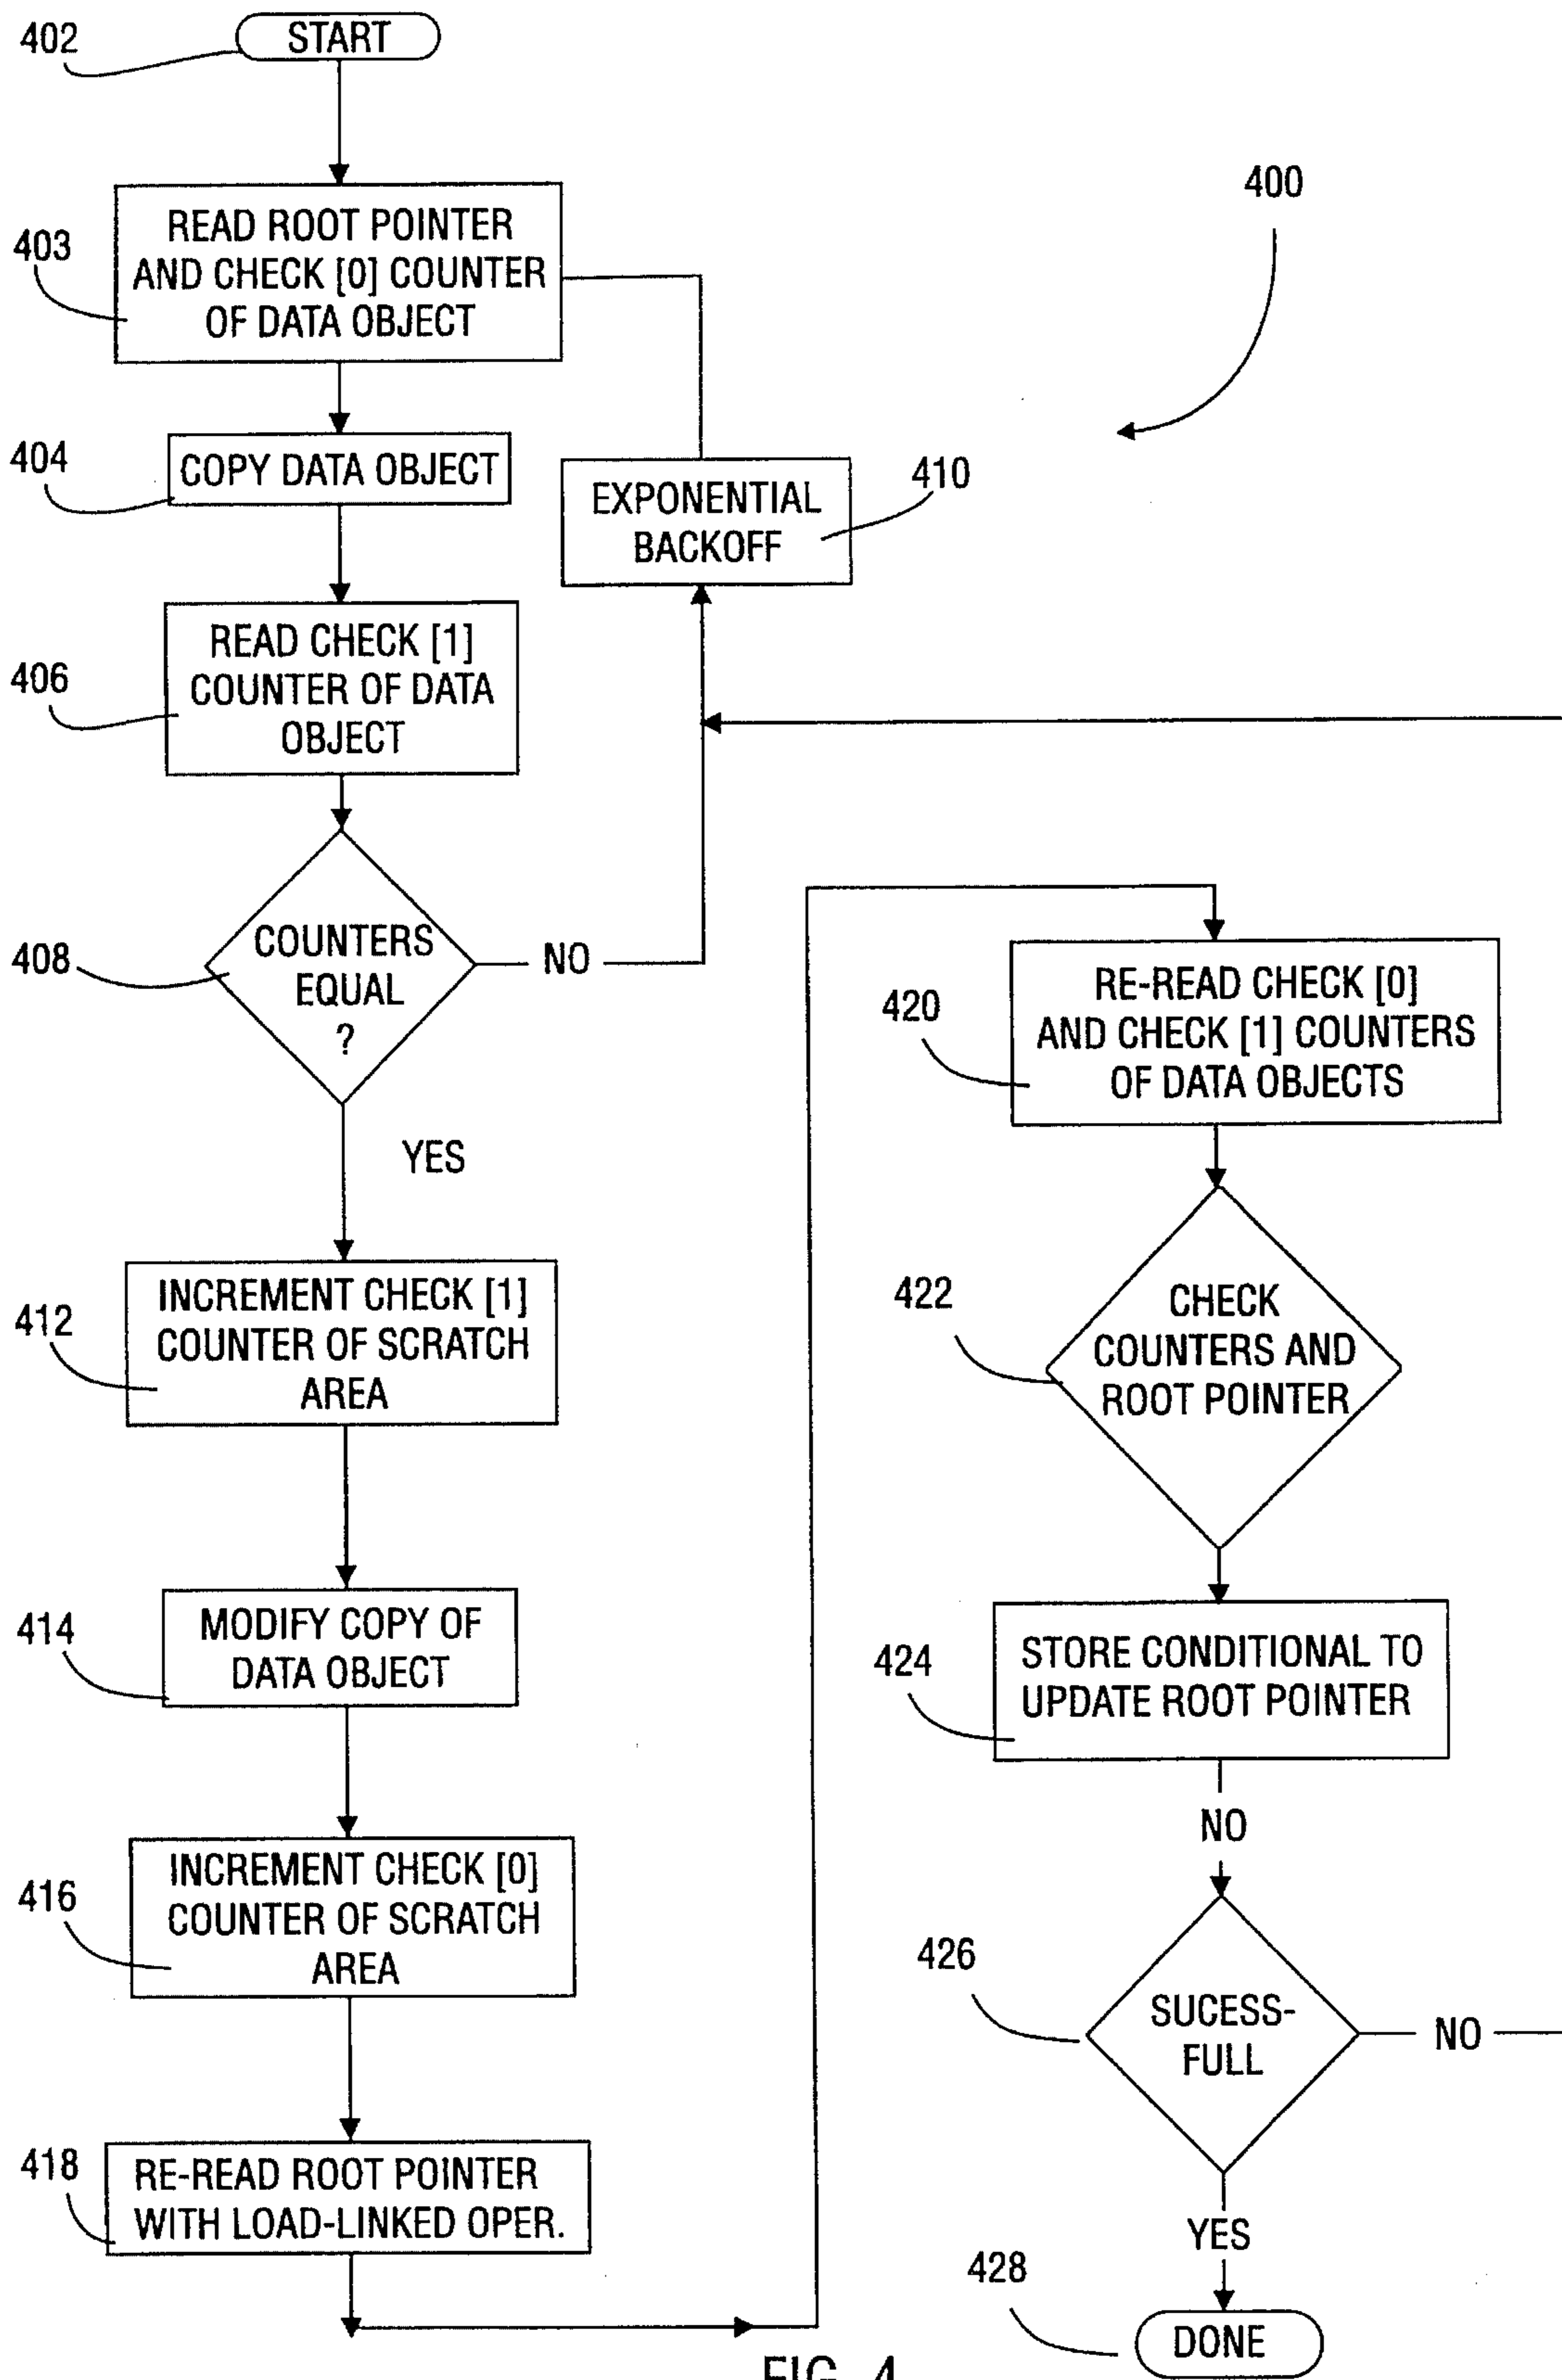 402
START
400
403
READ ROOT POINTER
AND CHECK [0] COUNTER
OF DATA OBJECT
404
COPY DATA OBJECT
410
EXPONENTIAL
BACKOFF
406
READ CHECK [1]
COUNTER OF DATA
OBJECT
408
COUNTERS
EQUAL
?
NO
YES
412
INCREMENT CHECK [1]
COUNTER OF SCRATCH
AREA
414
MODIFY COPY OF
DATA OBJECT
416
INCREMENT CHECK [0]
COUNTER OF SCRATCH
AREA
418
RE-READ ROOT POINTER
WITH LOAD-LINKED OPER.
420
RE-READ CHECK [0]
AND CHECK [1] COUNTERS
OF DATA OBJECTS
422
CHECK
COUNTERS AND
ROOT POINTER
424
STORE CONDITIONAL TO
UPDATE ROOT POINTER
NO
426
SUCESS-
FULL
NO
YES
428
DONE
FIG. 4